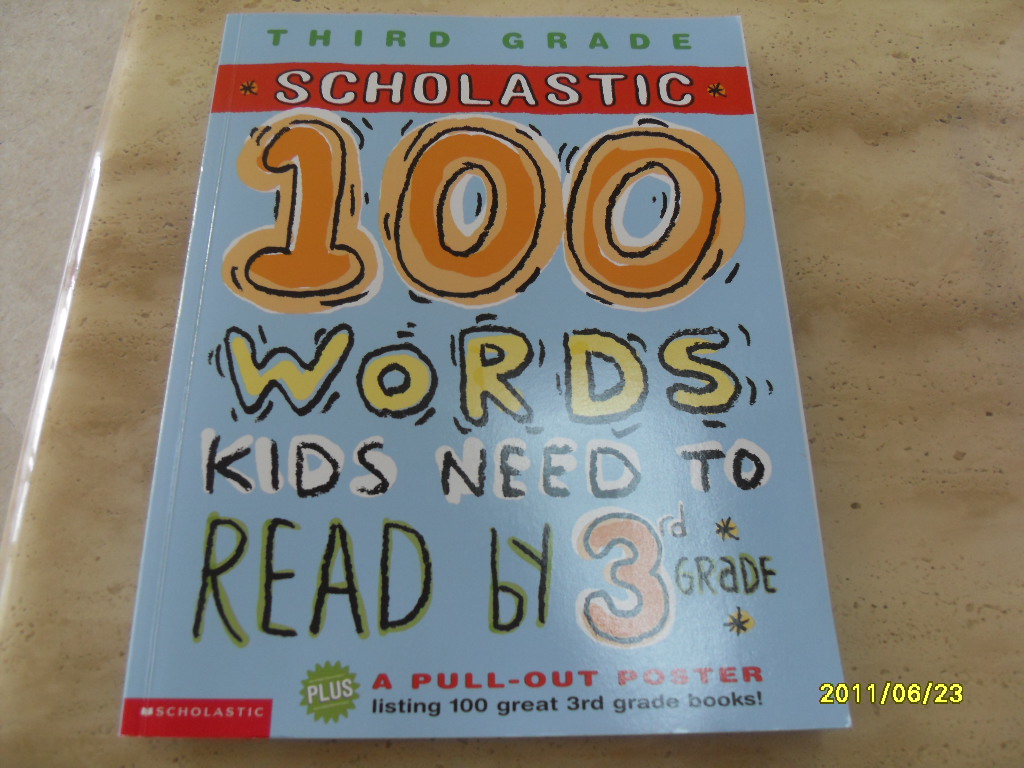 THIRD GRADE
SCHOLASTIC
100
WoRDS
KIDS NEED TO
READ by 3rd
GRaDE
PLUS
A PULL-OUT POSTER
listing 100 great 3rd grade books!
SCHOLASTIC
2011/06/23